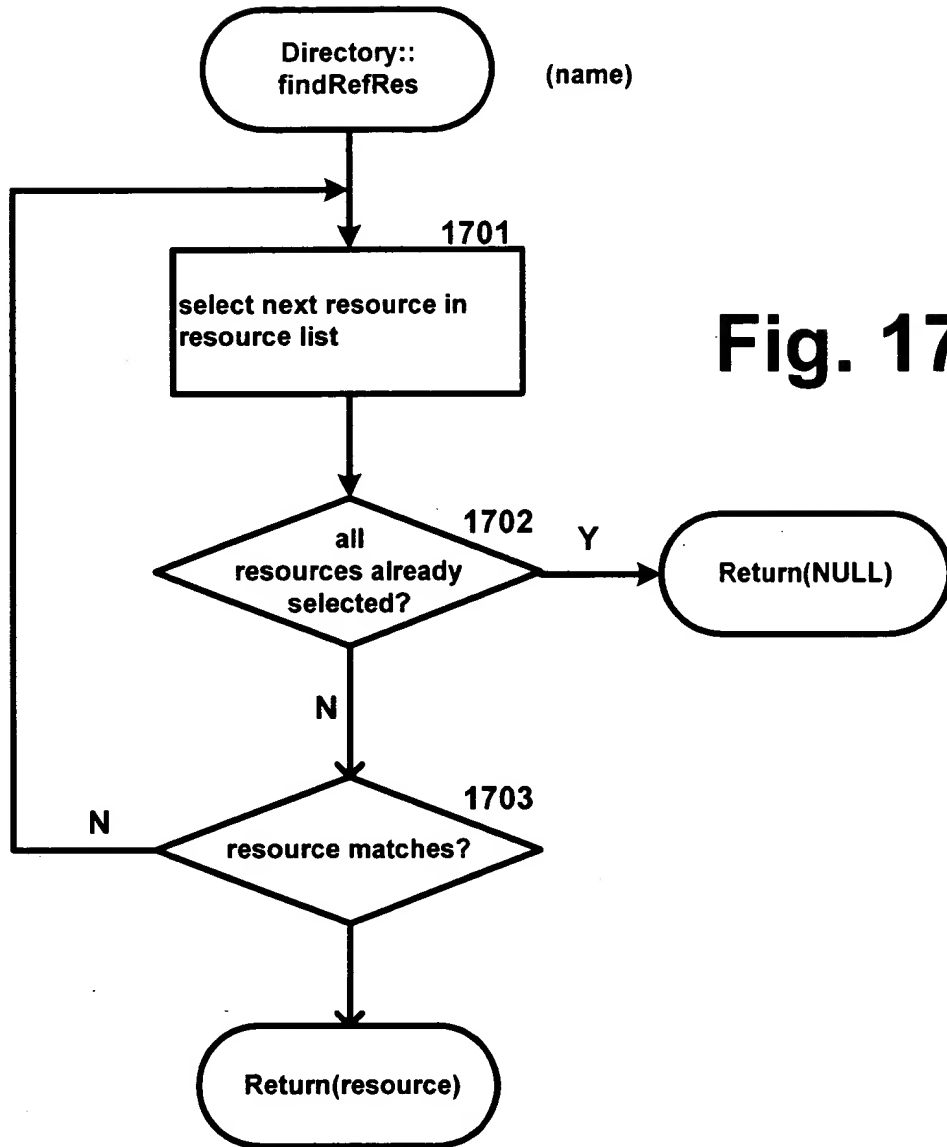 Directory::
findRefRes
(name)
1701
select next resource in
resource list
Fig. 17
1702
all
resources already
selected?
Y
Return(NULL)
N
1703
N
resource matches?
Return(resource)